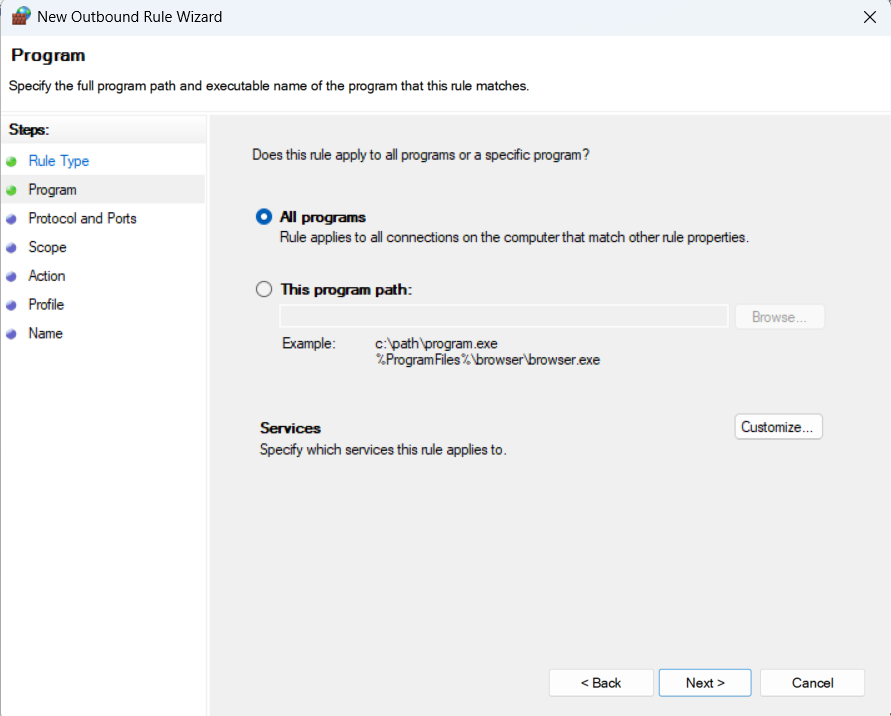 New Outbound Rule Wizard
Program
Specify the full program path and executable name of the program that this rule matches.
Steps:
Rule Type
Program
Protocol and Ports
Scope
Action
Profile
Name
Does this rule apply to all programs or a specific program?
All programs
Rule applies to all connections on the computer that match other rule properties.
This program path:
Browse...
Example: c:\path\program.exe
%ProgramFiles%\browser\browser.exe
Services
Customize...
Specify which services this rule applies to.
< Back Next > Cancel